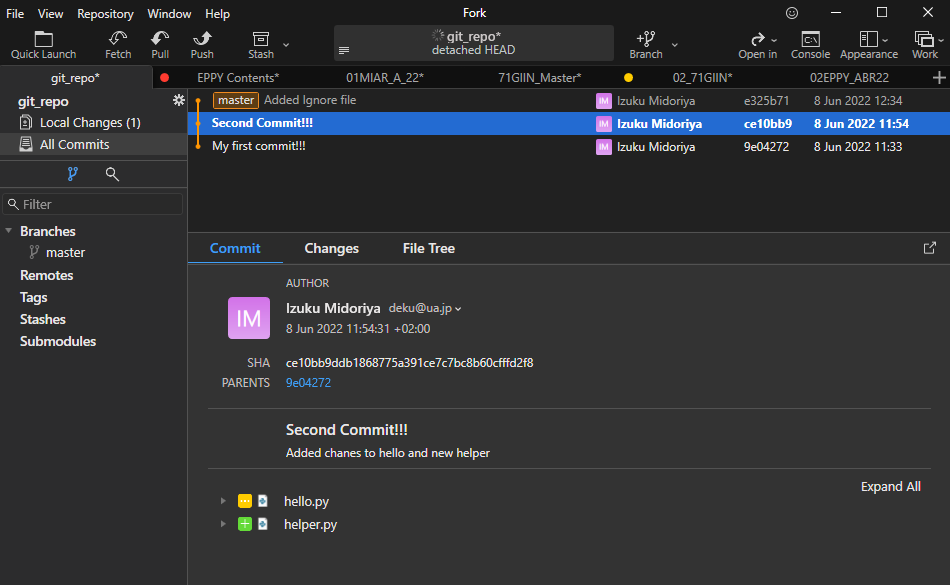 File View Repository Window Help
Fork
Quick Launch Fetch Pull Push Stash
git_repo*
detached HEAD
Branch Open in Console Appearance Work
git_repo* EPPY Contents* 01MIAR_A_22* 71GIIN_Master* 02_71GIIN* 02EPPY_ABR22
git_repo
Local Changes (1)
All Commits
Filter
Branches
master
Remotes
Tags
Stashes
Submodules
master Added Ignore file IM Izuku Midoriya e325b71 8 Jun 2022 12:34
Second Commit!!! IM Izuku Midoriya ce10bb9 8 Jun 2022 11:54
My first commit!!! IM Izuku Midoriya 9e04272 8 Jun 2022 11:33
Commit Changes File Tree
AUTHOR
IM
Izuku Midoriya deku@ua.jp
8 Jun 2022 11:54:31 +02:00
SHA ce10bb9ddb1868775a391ce7c7bc8b60cfffd2f8
PARENTS 9e04272
Second Commit!!!
Added chanes to hello and new helper
Expand All
hello.py
helper.py